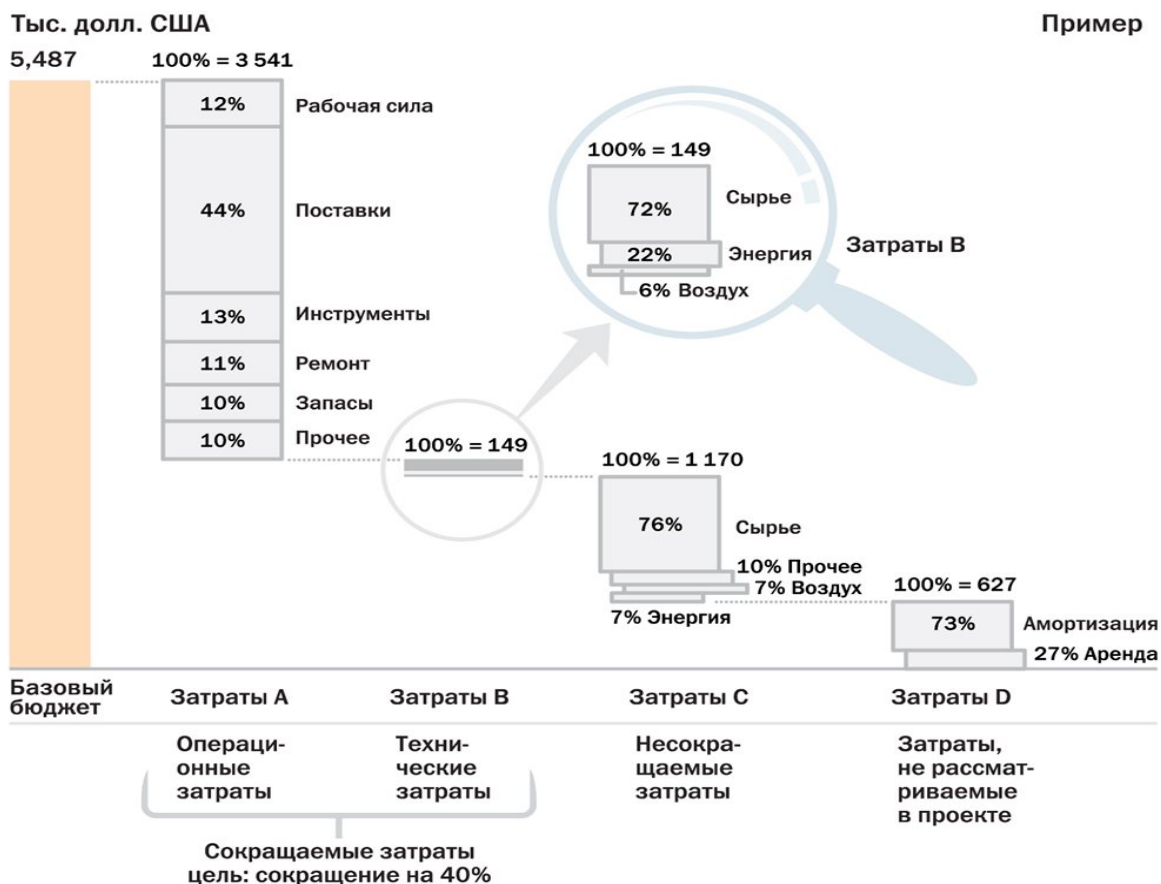 Тыс. долл. США
Пример
5,487
100% = 3 541
12%
Рабочая сила
44%
Поставки
13%
Инструменты
11%
Ремонт
10%
Запасы
10%
Прочее
100% = 149
72%
Сырье
22%
Энергия
6% Воздух
Затраты В
100% = 149
100% = 1 170
76%
Сырье
10% Прочее
7% Воздух
7% Энергия
100% = 627
73%
Амортизация
27% Аренда
Базовый
бюджет
Затраты А
Затраты В
Затраты С
Затраты D
Операци-
онные
затраты
Техни-
ческие
затраты
Несокра-
щаемые
затраты
Затраты,
не рассмат-
риваемые
в проекте
Сокращаемые затраты
цель: сокращение на 40%